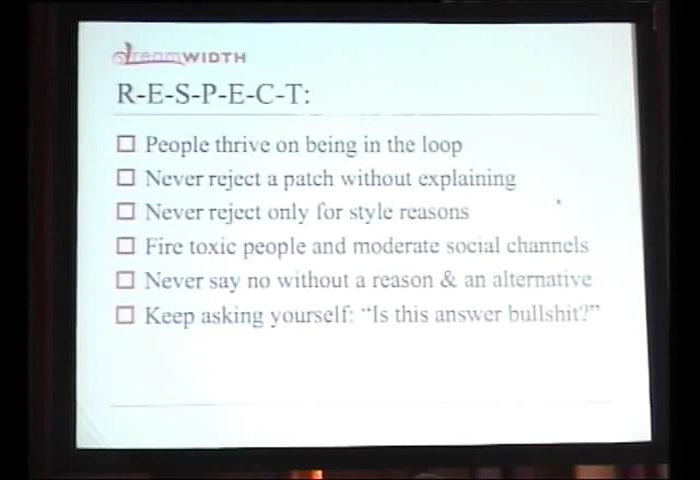 dreamWIDTH
R-E-S-P-E-C-T:
People thrive on being in the loop
Never reject a patch without explaining
Never reject only for style reasons
Fire toxic people and moderate social channels
Never say no without a reason & an alternative
Keep asking yourself: “Is this answer bullshit?”